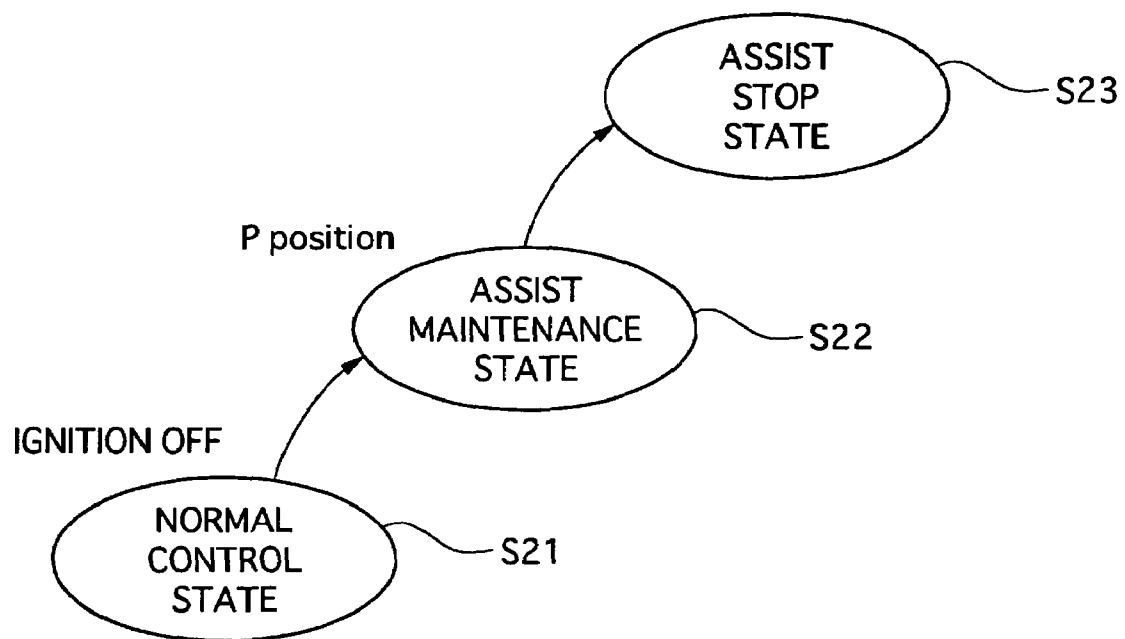 ASSIST
STOP
STATE
S23
P position
ASSIST
MAINTENANCE
STATE
S22
IGNITION OFF
NORMAL
CONTROL
STATE
S21